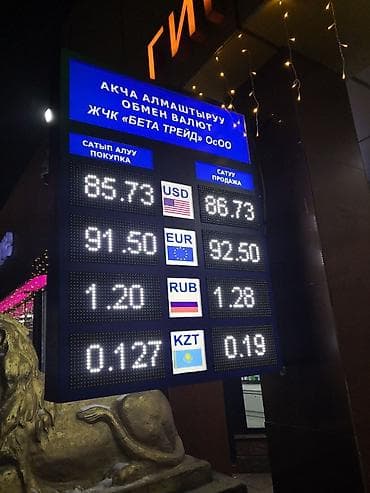 ГИ
АКЧА АЛМАШТЫРУУ
ОБМЕН ВАЛЮТ
ЖЧК «БЕТА ТРЕЙД» ОсОО
САТЫП АЛУУ
ПОКУПКА
САТУУ
ПРОДАЖА
85.73 USD 86.73
91.50 EUR 92.50
1.20 RUB 1.28
0.127 KZT 0.19